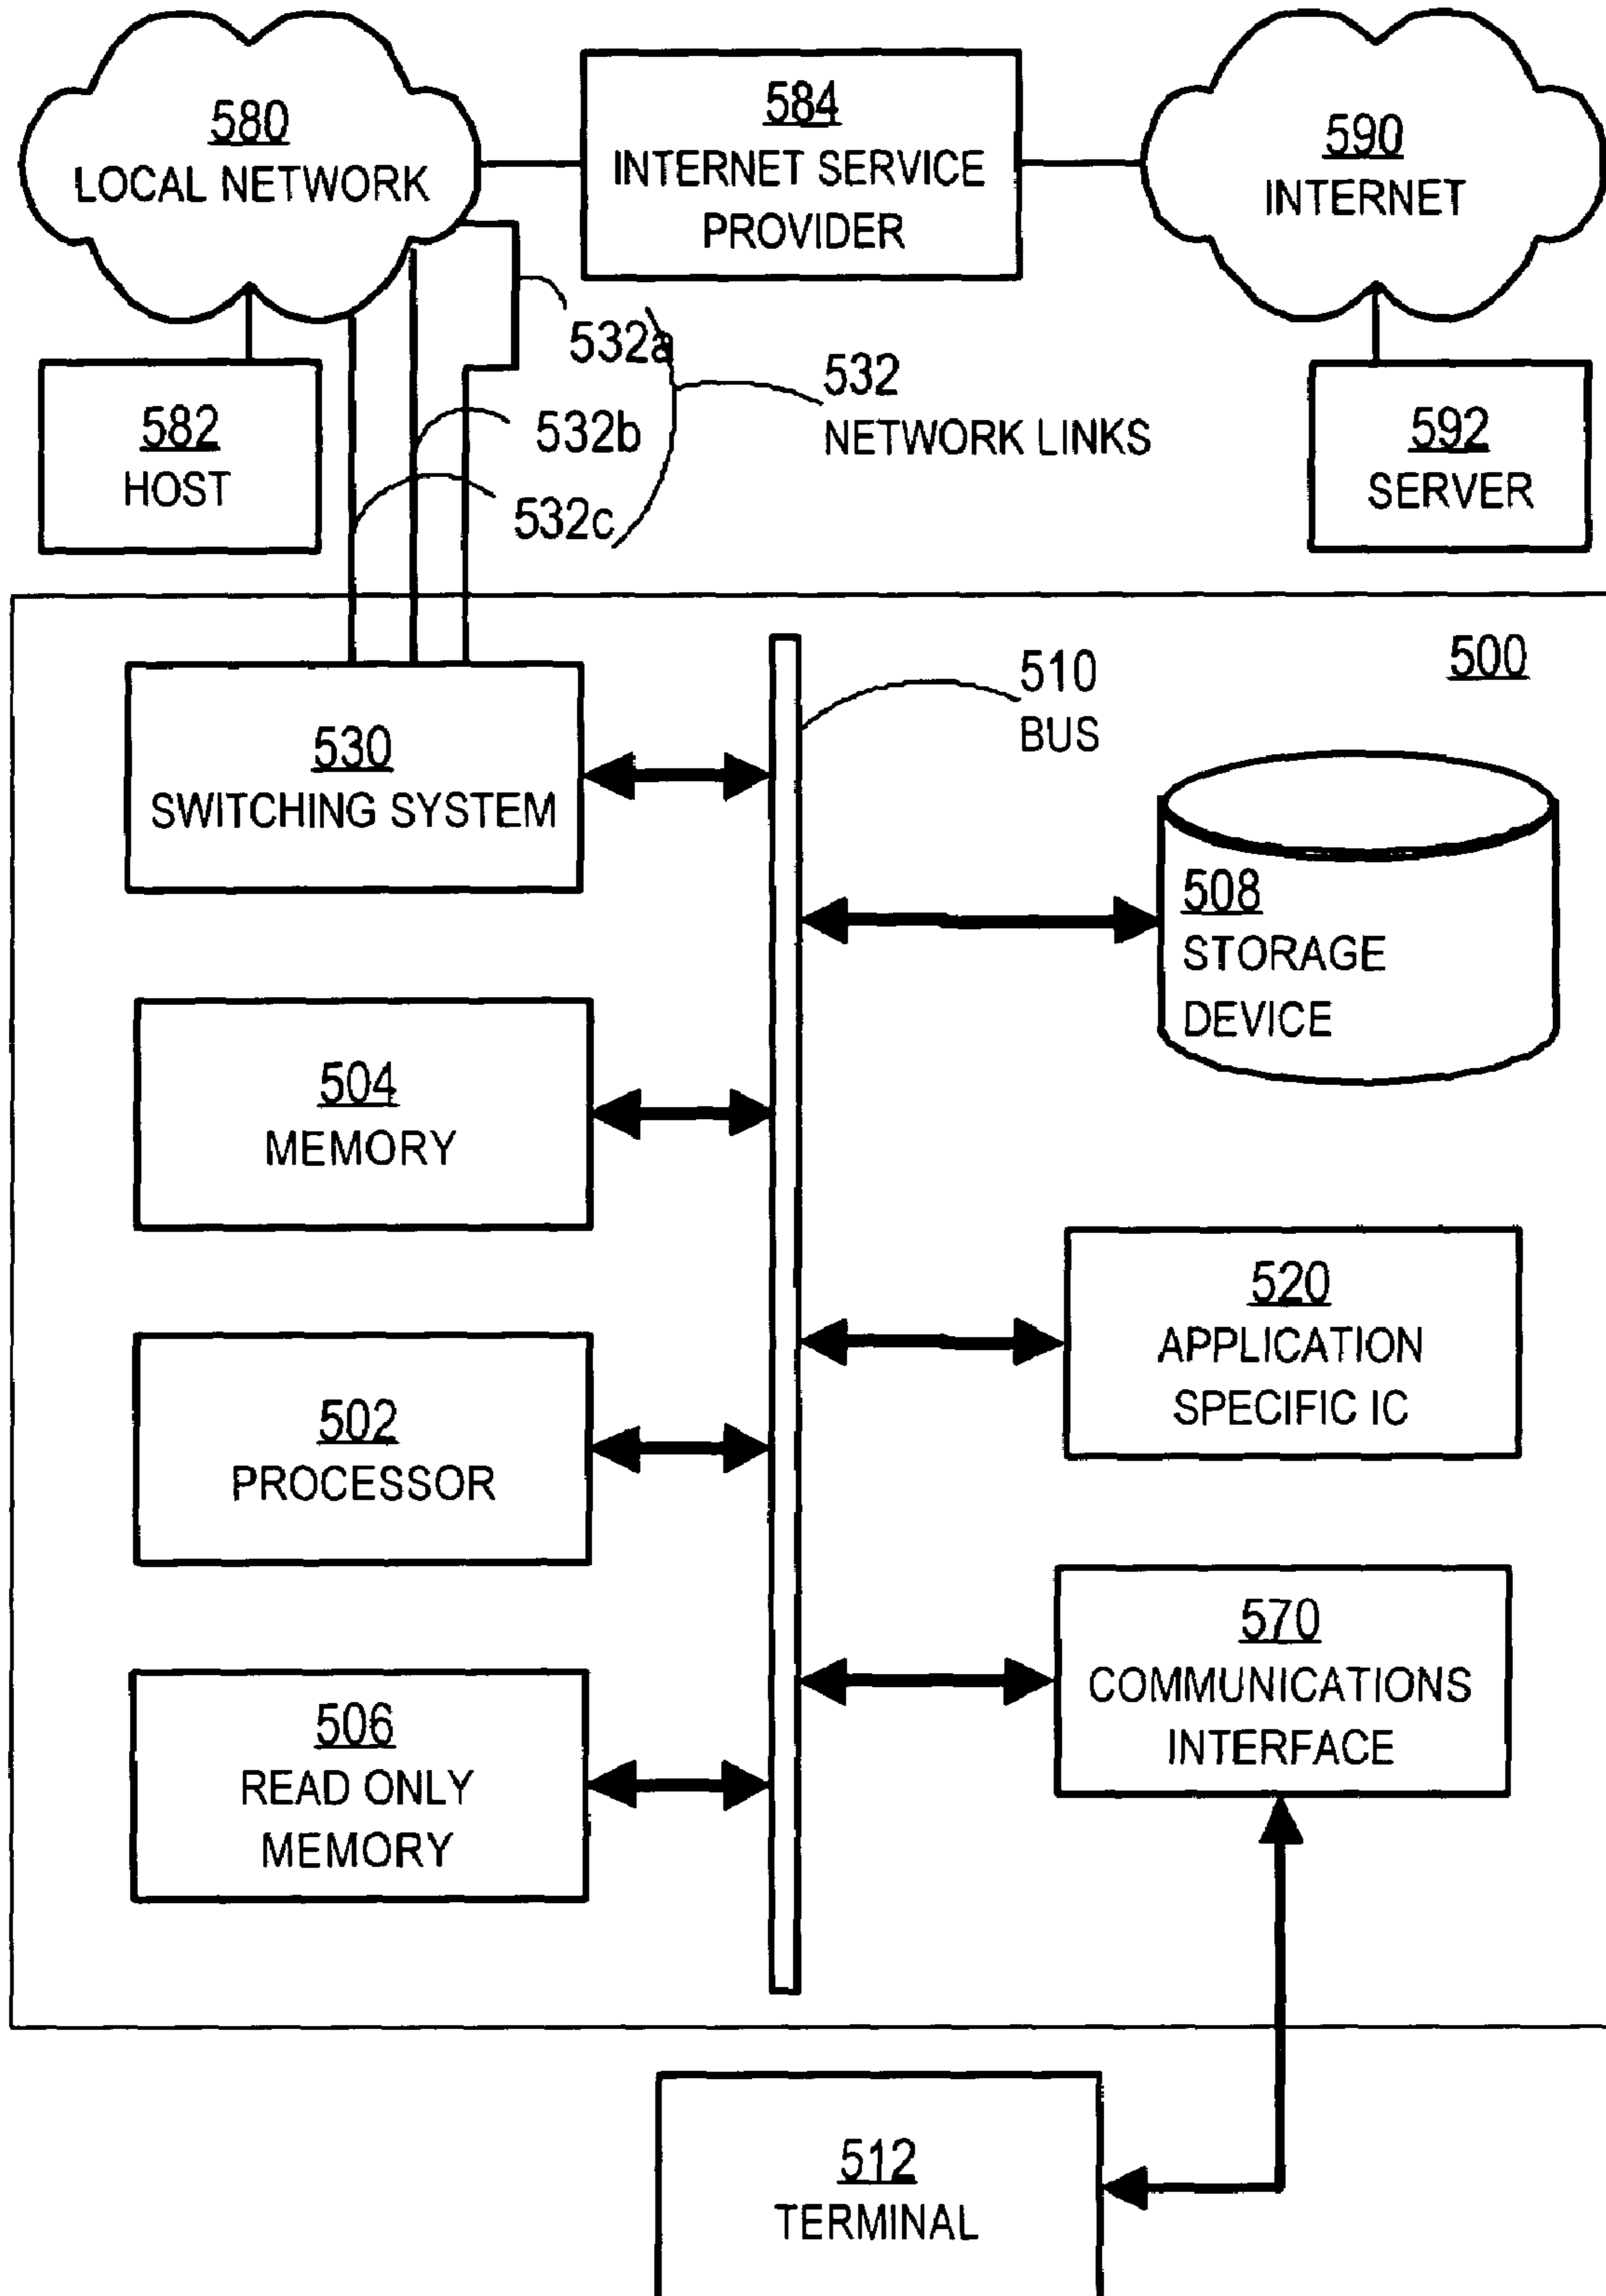 580
LOCAL NETWORK
584
INTERNET SERVICE
PROVIDER
590
INTERNET
582
HOST
532a
532b
532c
532
NETWORK LINKS
592
SERVER
500
510
BUS
530
SWITCHING SYSTEM
508
STORAGE
DEVICE
504
MEMORY
520
APPLICATION
SPECIFIC IC
502
PROCESSOR
570
COMMUNICATIONS
INTERFACE
506
READ ONLY
MEMORY
512
TERMINAL